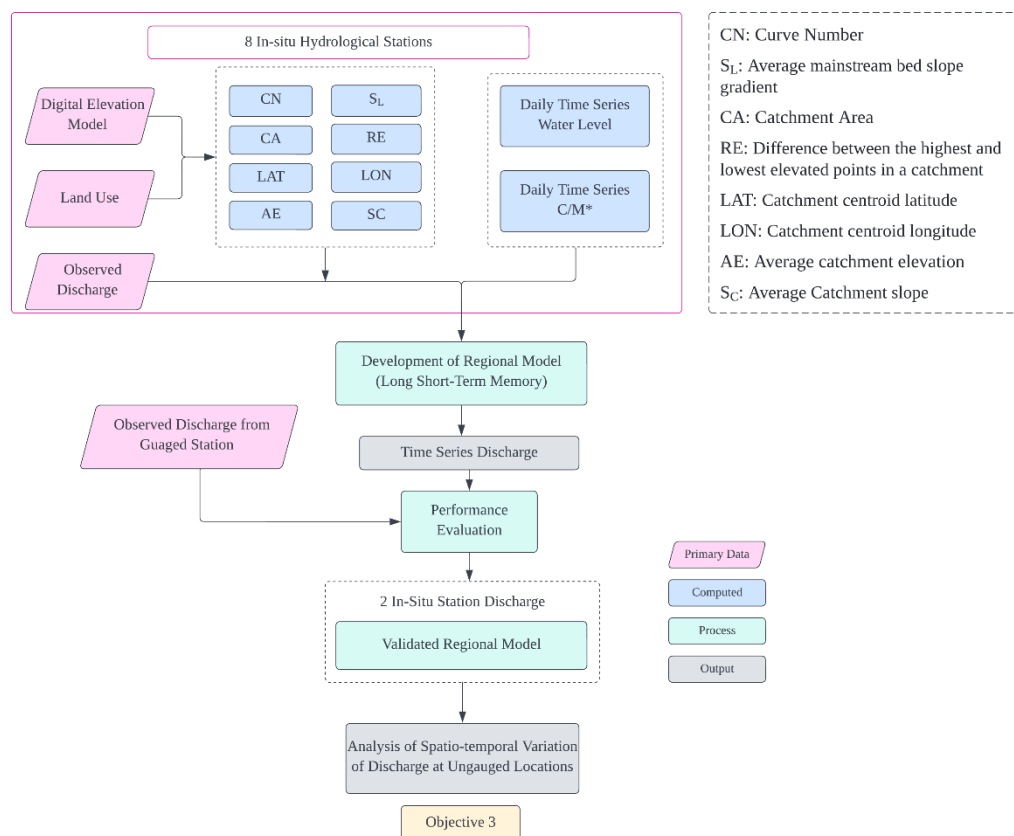 8 In-situ Hydrological Stations
Digital Elevation
Model
Land Use
Observed
Discharge
CN
S_L
CA
RE
LAT
LON
AE
SC
Daily Time Series
Water Level
Daily Time Series
C/M*
CN: Curve Number
S_L: Average mainstream bed slope
gradient
CA: Catchment Area
RE: Difference between the highest and
lowest elevated points in a catchment
LAT: Catchment centroid latitude
LON: Catchment centroid longitude
AE: Average catchment elevation
S_C: Average Catchment slope
Development of Regional Model
(Long Short-Term Memory)
Observed Discharge from
Guaged Station
Time Series Discharge
Performance
Evaluation
2 In-Situ Station Discharge
Validated Regional Model
Analysis of Spatio-temporal Variation
of Discharge at Ungauged Locations
Objective 3
Primary Data
Computed
Process
Output